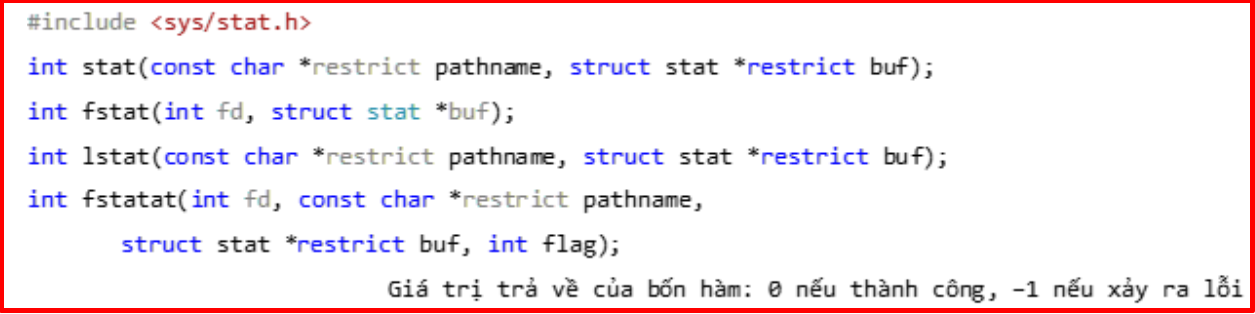 #include <sys/stat.h>
int stat(const char *restrict pathname, struct stat *restrict buf);
int fstat(int fd, struct stat *buf);
int lstat(const char *restrict pathname, struct stat *restrict buf);
int fstatat(int fd, const char *restrict pathname,
struct stat *restrict buf, int flag);
Giá trị trả về của bốn hàm: 0 nếu thành công, –1 nếu xảy ra lỗi